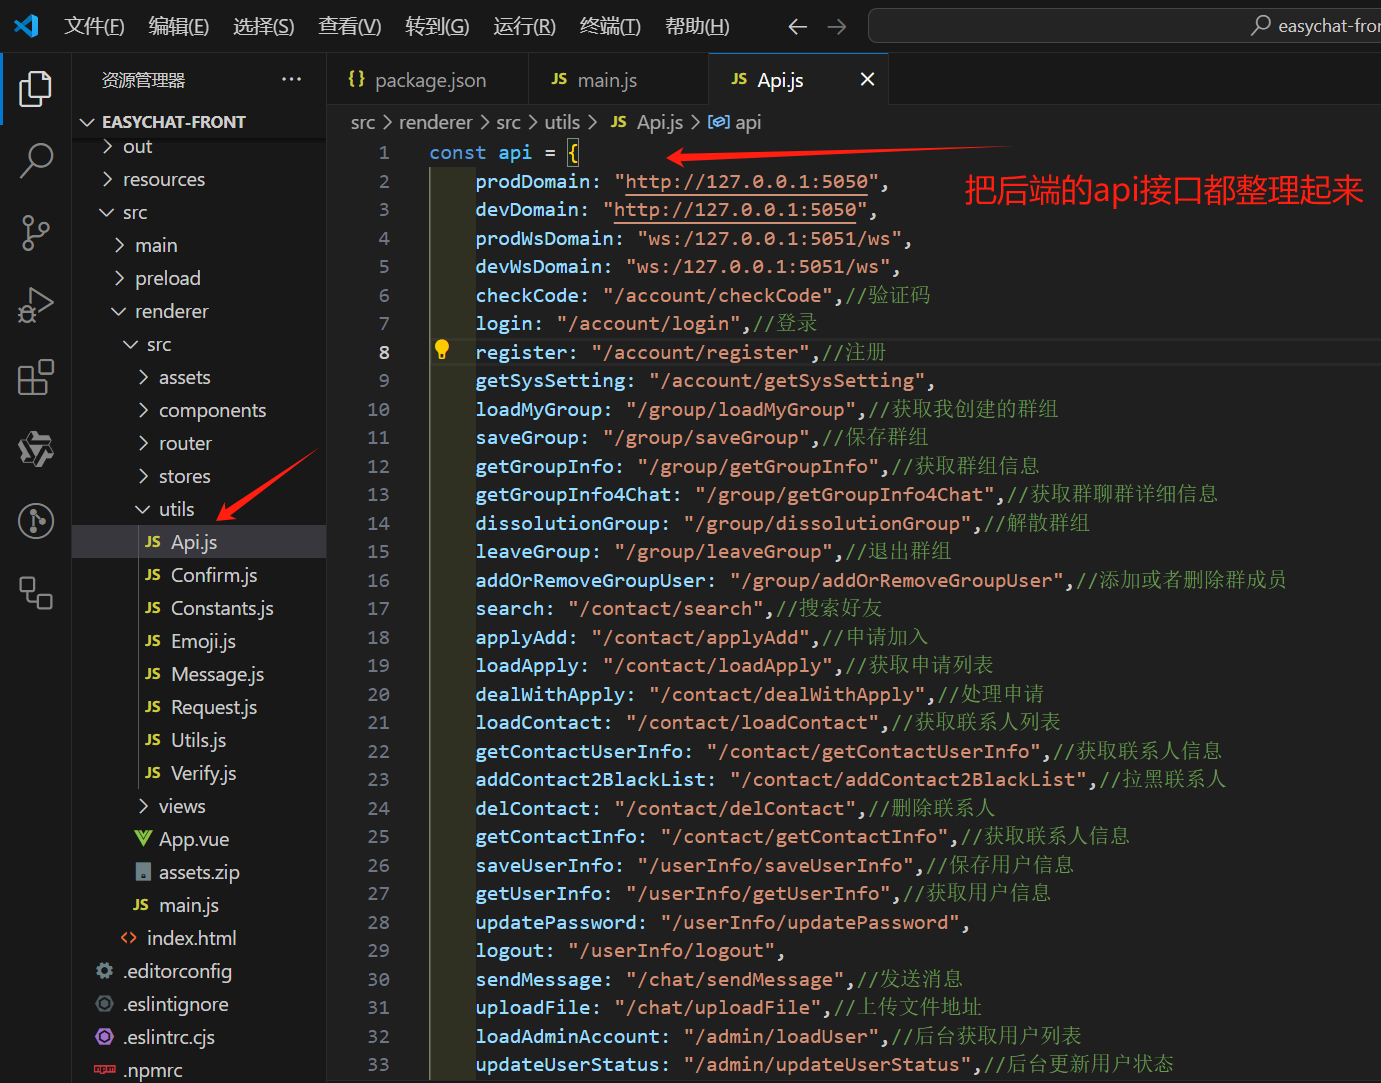 文件(F) 编辑(E) 选择(S) 查看(V) 转到(G) 运行(R) 终端(T) 帮助(H)
easychat-fron
资源管理器 ...
EASYCHAT-FRONT
out
resources
src
main
preload
renderer
src
assets
components
router
stores
utils
JS Api.js
JS Confirm.js
JS Constants.js
JS Emoji.js
JS Message.js
JS Request.js
JS Utils.js
JS Verify.js
views
App.vue
assets.zip
JS main.js
<> index.html
.editorconfig
.eslintignore
.eslintrc.cjs
npm .npmrc
{} package.json JS main.js JS Api.js
src > renderer > src > utils > JS Api.js > api
把后端的api接口都整理起来
1 const api = {
2 prodDomain: "http://127.0.0.1:5050",
3 devDomain: "http://127.0.0.1:5050",
4 prodWsDomain: "ws:/127.0.0.1:5051/ws",
5 devWsDomain: "ws:/127.0.0.1:5051/ws",
6 checkCode: "/account/checkCode",//验证码
7 login: "/account/login",//登录
8 register: "/account/register",//注册
9 getSysSetting: "/account/getSysSetting",
10 loadMyGroup: "/group/loadMyGroup",//获取我创建的群组
11 saveGroup: "/group/saveGroup",//保存群组
12 getGroupInfo: "/group/getGroupInfo",//获取群组信息
13 getGroupInfo4Chat: "/group/getGroupInfo4Chat",//获取群聊群详细信息
14 dissolutionGroup: "/group/dissolutionGroup",//解散群组
15 leaveGroup: "/group/leaveGroup",//退出群组
16 addOrRemoveGroupUser: "/group/addOrRemoveGroupUser",//添加或者删除群成员
17 search: "/contact/search",//搜索好友
18 applyAdd: "/contact/applyAdd",//申请加入
19 loadApply: "/contact/loadApply",//获取申请列表
20 dealWithApply: "/contact/dealWithApply",//处理申请
21 loadContact: "/contact/loadContact",//获取联系人列表
22 getContactUserInfo: "/contact/getContactUserInfo",//获取联系人信息
23 addContact2BlackList: "/contact/addContact2BlackList",//拉黑联系人
24 delContact: "/contact/delContact",//删除联系人
25 getContactInfo: "/contact/getContactInfo",//获取联系人信息
26 saveUserInfo: "/userInfo/saveUserInfo",//保存用户信息
27 getUserInfo: "/userInfo/getUserInfo",//获取用户信息
28 updatePassword: "/userInfo/updatePassword",
29 logout: "/userInfo/logout",
30 sendMessage: "/chat/sendMessage",//发送消息
31 uploadFile: "/chat/uploadFile",//上传文件地址
32 loadAdminAccount: "/admin/loadUser",//后台获取用户列表
33 updateUserStatus: "/admin/updateUserStatus",//后台更新用户状态